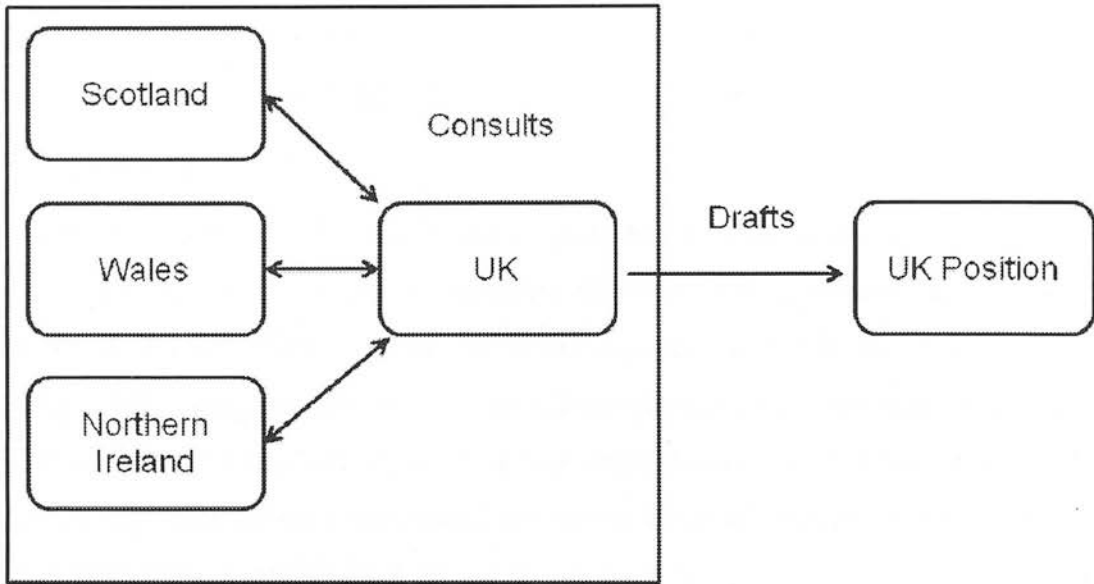 Scotland
Consults
Wales
UK
Drafts
UK Position
Northern
Ireland